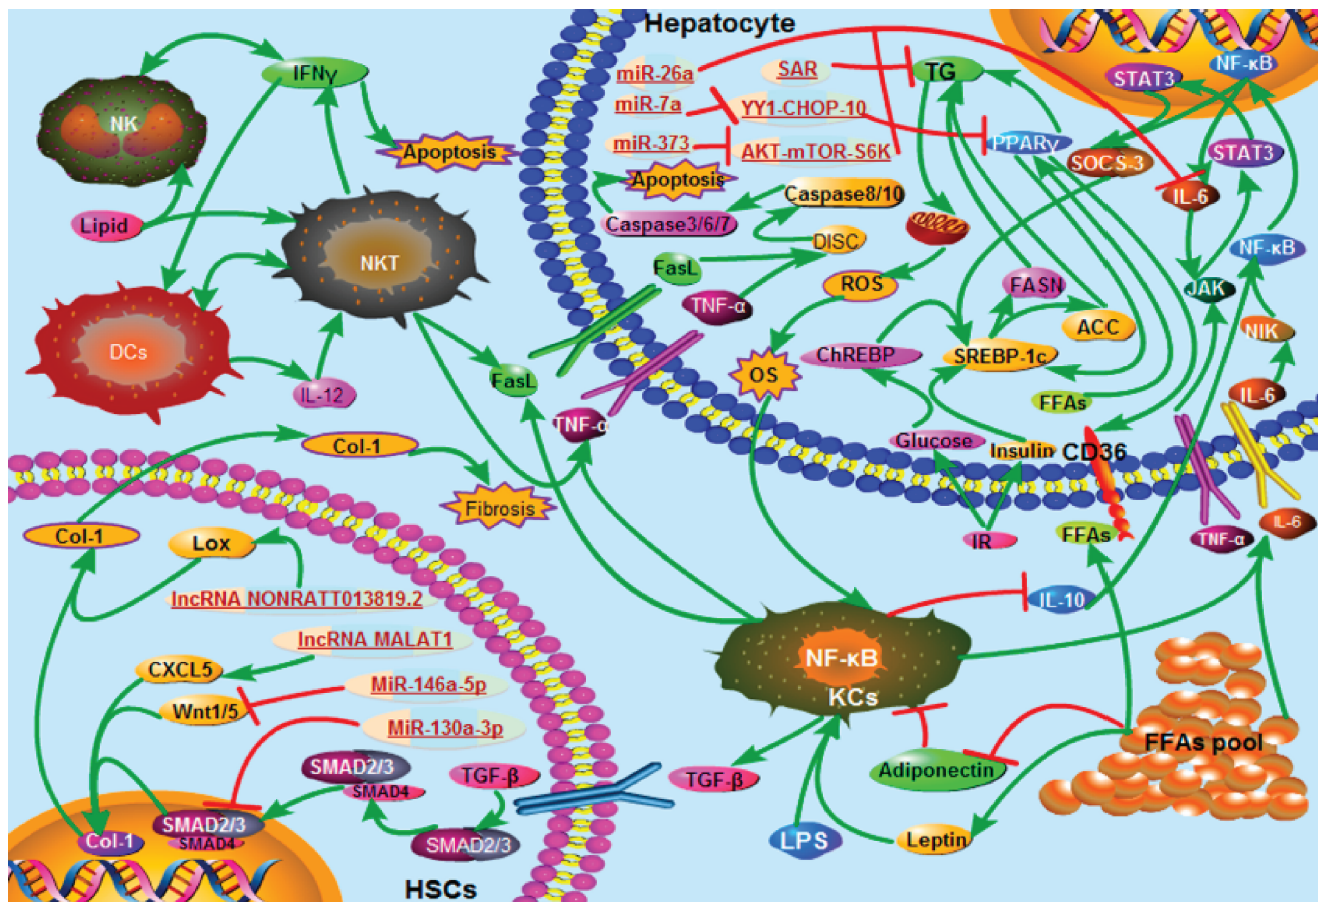 Hepatocyte
IFNγ
NK
Apoptosis
Lipid
NKT
DCs
IL-12
FasL
TNF-α
miR-26a
SAR
TG
miR-7a
YY1-CHOP-10
miR-373
AKT-mTOR-S6K
Apoptosis
Caspase8/10
Caspase3/6/7
DISC
FasL
TNF-α
ROS
OS
ChREBP
SREBP-1c
FASN
ACC
FFAs
PPARγ
STAT3
NF-κB
SOCS-3
STAT3
IL-6
NF-κB
JAK
NIK
IL-6
Glucose
Insulin
CD36
IR
FFAs
TNF-α
IL-6
IL-10
Col-1
Fibrosis
Col-1
Lox
lncRNA NONRATT013819.2
lncRNA MALAT1
CXCL5
MiR-146a-5p
Wnt1/5
MiR-130a-3p
SMAD2/3
SMAD4
TGF-β
SMAD2/3
SMAD2/3
SMAD4
Col-1
HSCs
TGF-β
NF-κB
KCs
Adiponectin
FFAs pool
LPS
Leptin